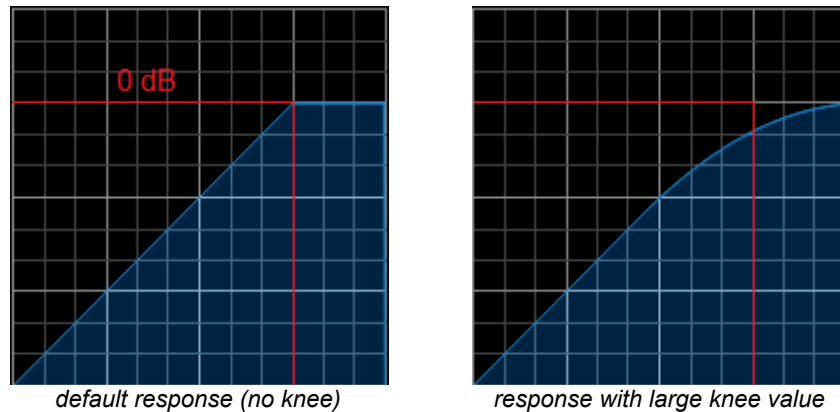 0 dB
default response (no knee)
response with large knee value